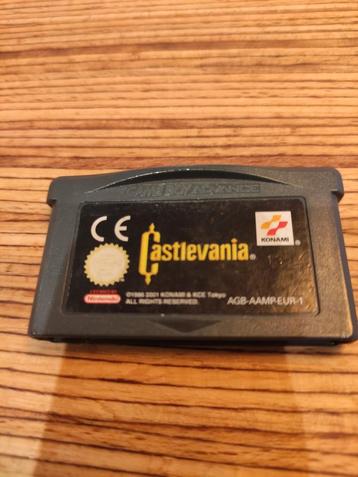 GAME BOY ADVANCE
CE
Castlevania®
KONAMI®
Nintendo
©1986 2001 KONAMI & KCE Tokyo
ALL RIGHTS RESERVED.
AGB-AAMP-EUR-1